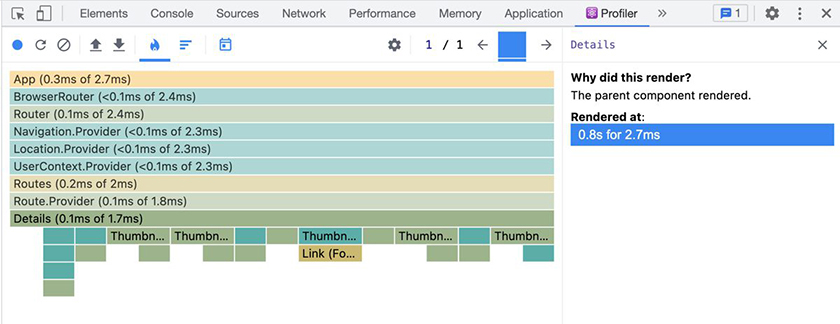 Elements Console Sources Network Performance Memory Application Profiler » 1
1 / 1
Details
App (0.3ms of 2.7ms)
BrowserRouter (<0.1ms of 2.4ms)
Router (0.1ms of 2.4ms)
Navigation.Provider (<0.1ms of 2.3ms)
Location.Provider (<0.1ms of 2.3ms)
UserContext.Provider (<0.1ms of 2.3ms)
Routes (0.2ms of 2ms)
Route.Provider (0.1ms of 1.8ms)
Details (0.1ms of 1.7ms)
Thumbn... Thumbn... Thumbn... Thumbn... Thumbn...
Link (Fo...
Why did this render?
The parent component rendered.
Rendered at:
0.8s for 2.7ms